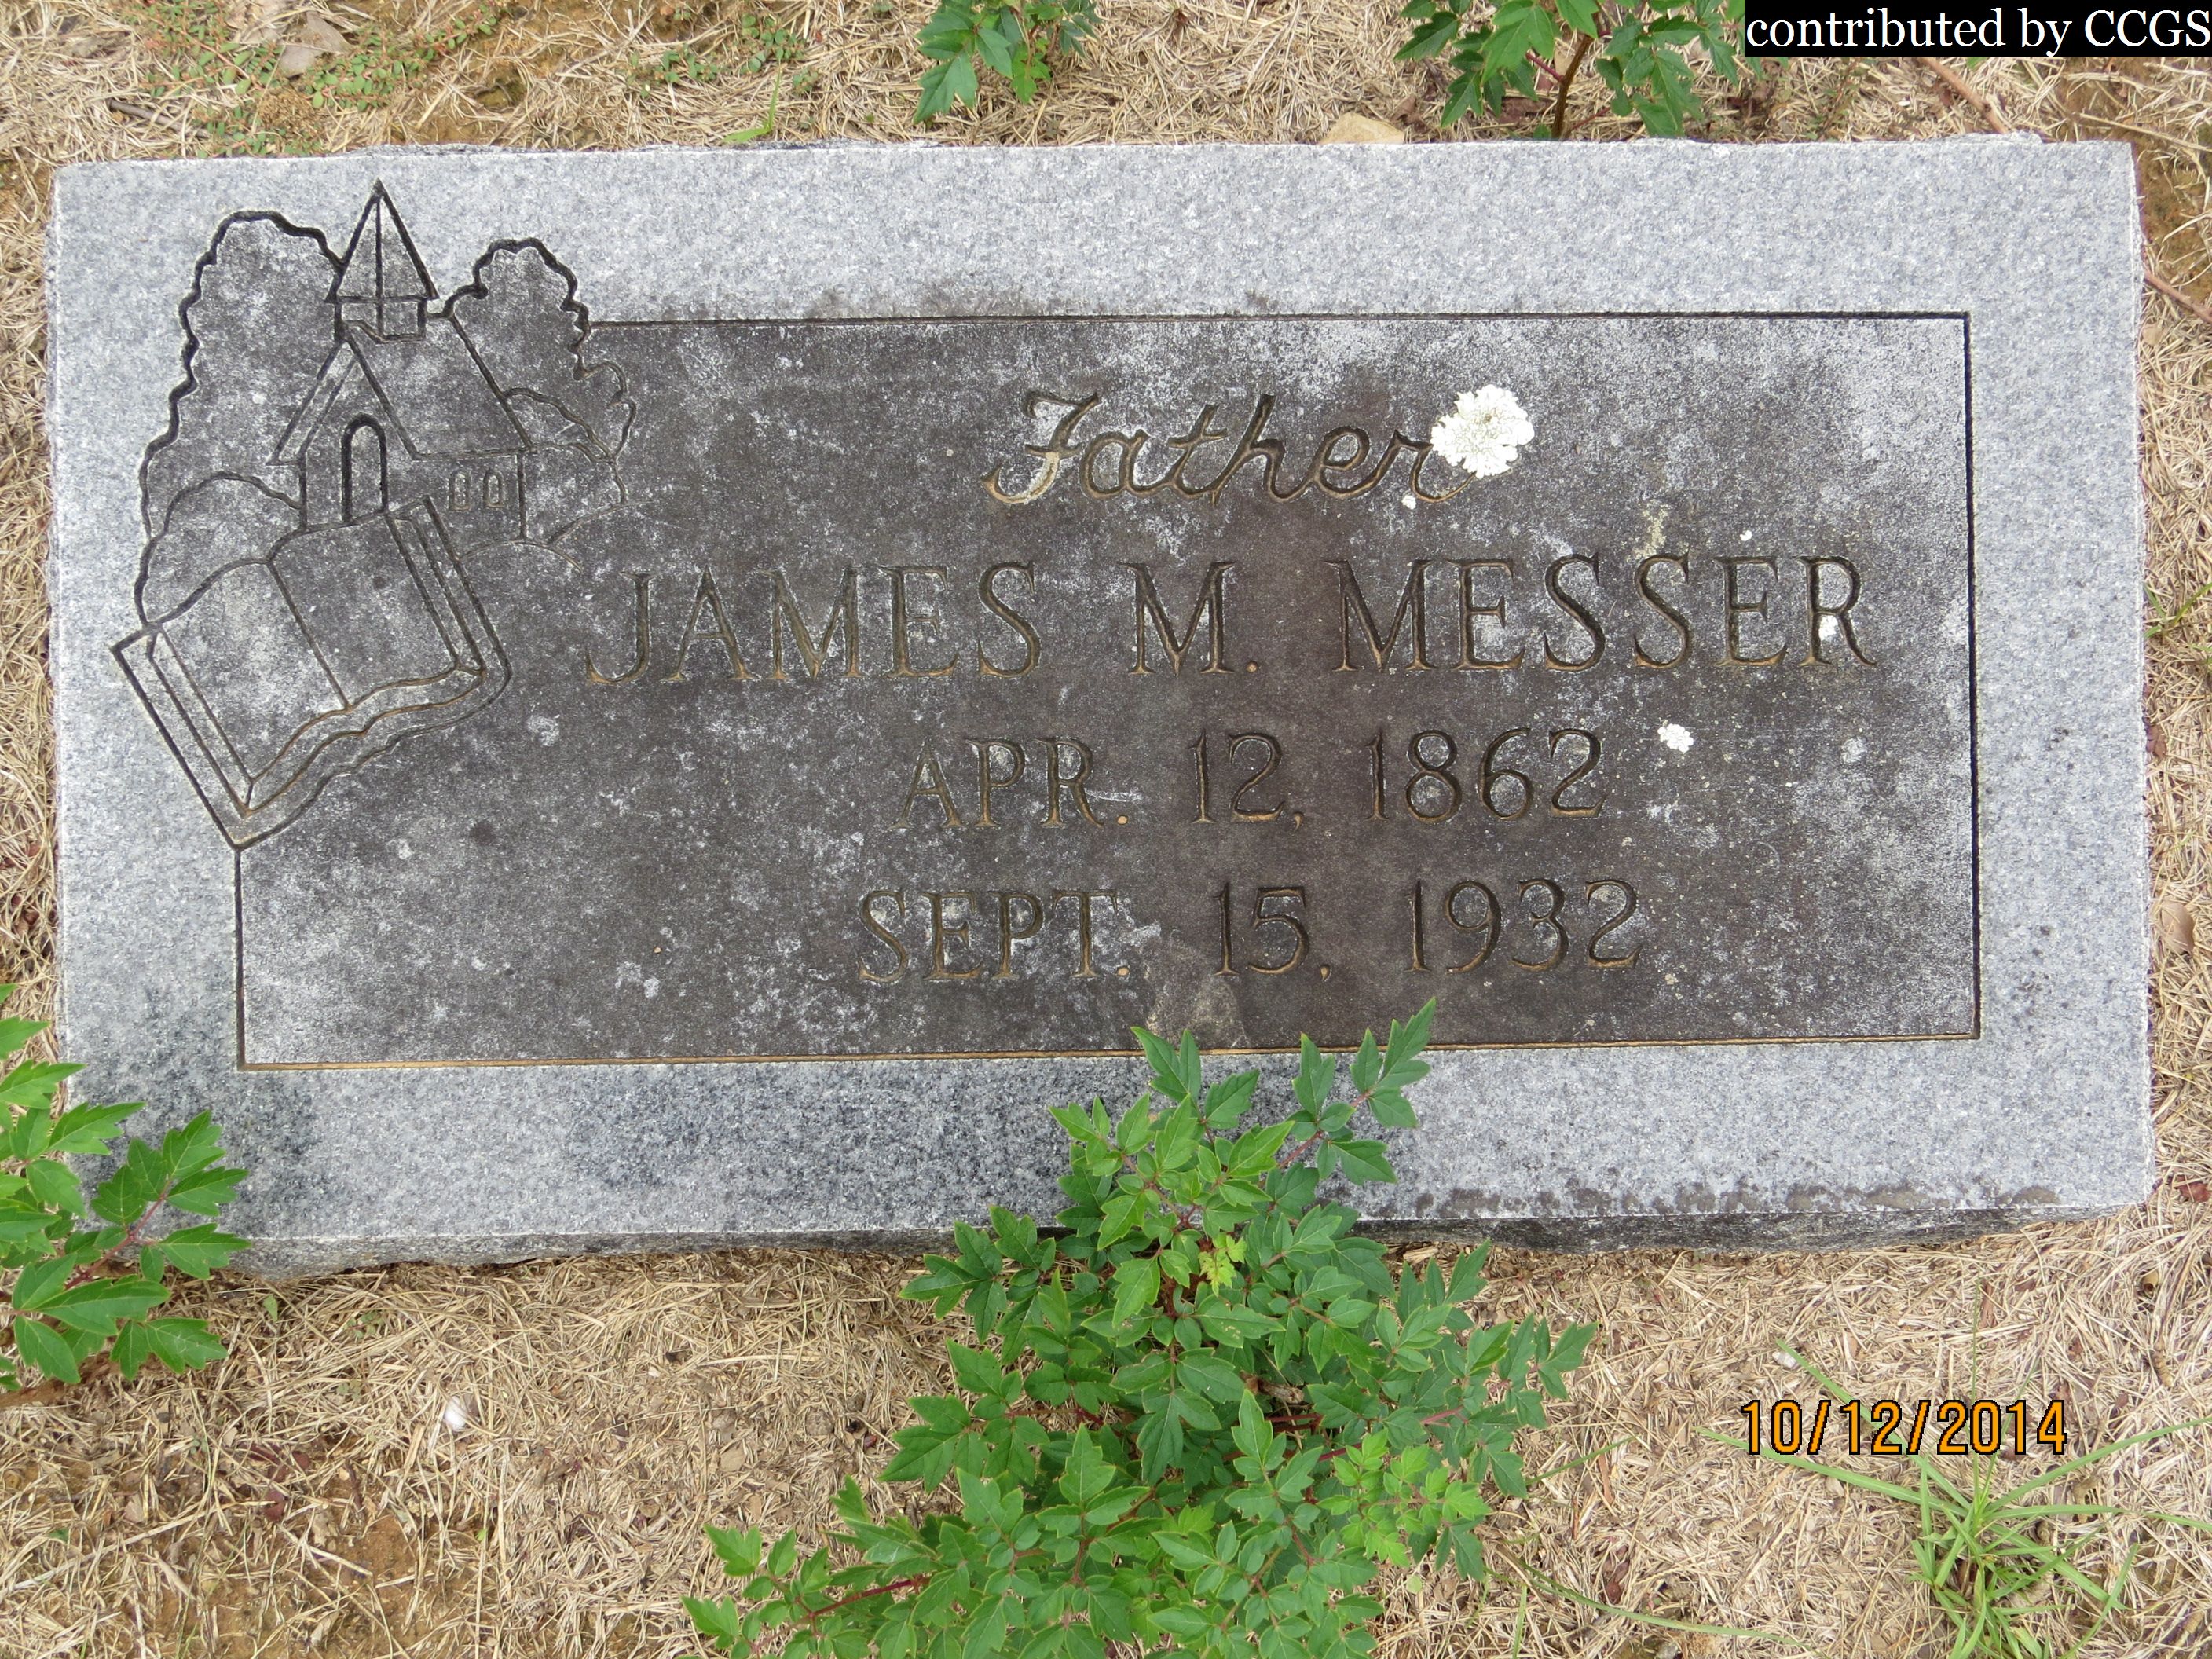 contributed by CCGS
Father
JAMES M. MESSER
APR. 12, 1862
SEPT. 15, 1932
10/12/2014